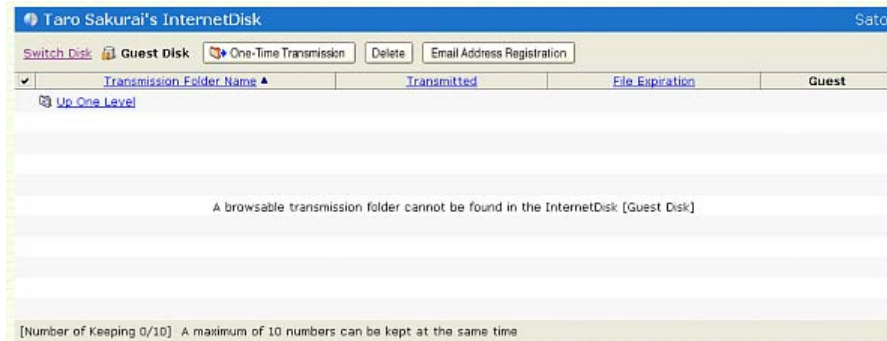 Taro Sakurai's InternetDisk Sato
Switch Disk Guest Disk One-Time Transmission Delete Email Address Registration
Transmission Folder Name ▲ Transmitted File Expiration Guest
Up One Level
A browsable transmission folder cannot be found in the InternetDisk [Guest Disk]
[Number of Keeping 0/10] A maximum of 10 numbers can be kept at the same time